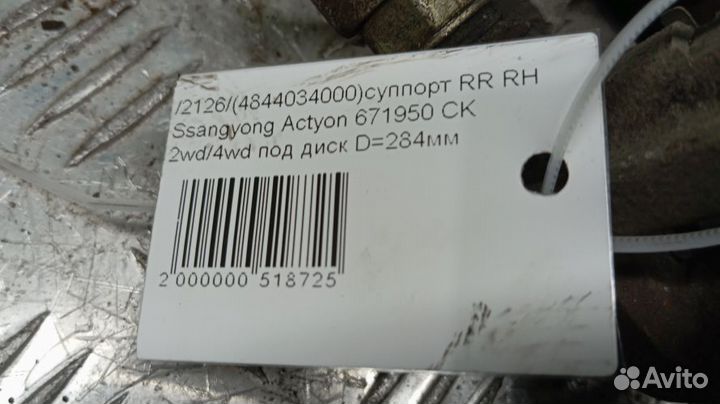 /2126/(4844034000)суппорт RR RH
Ssangyong Actyon 671950 CK
2wd/4wd под диск D=284мм
2 000000 518725
Avito